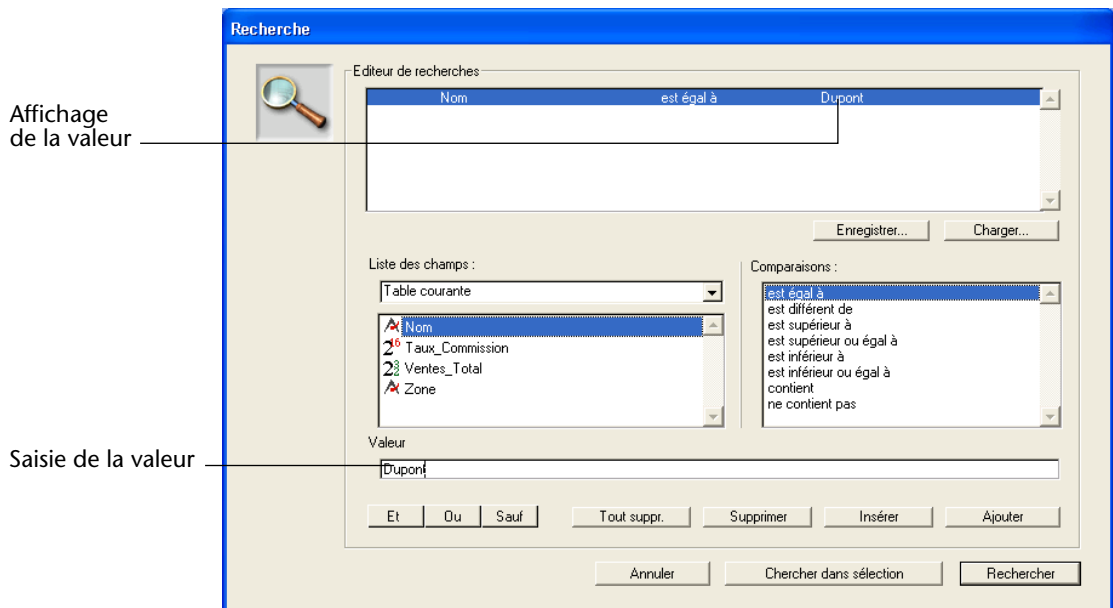 Recherche
Editeur de recherches
Nom est égal à Dupont
Affichage
de la valeur
Enregistrer... Charger...
Liste des champs :
Comparaisons :
Table courante
Nom
Taux_Commission
Ventes_Total
Zone
est égal à
est différent de
est supérieur à
est supérieur ou égal à
est inférieur à
est inférieur ou égal à
contient
ne contient pas
Valeur
Saisie de la valeur
Dupont
Et Ou Sauf Tout suppr. Supprimer Insérer Ajouter
Annuler Chercher dans sélection Rechercher